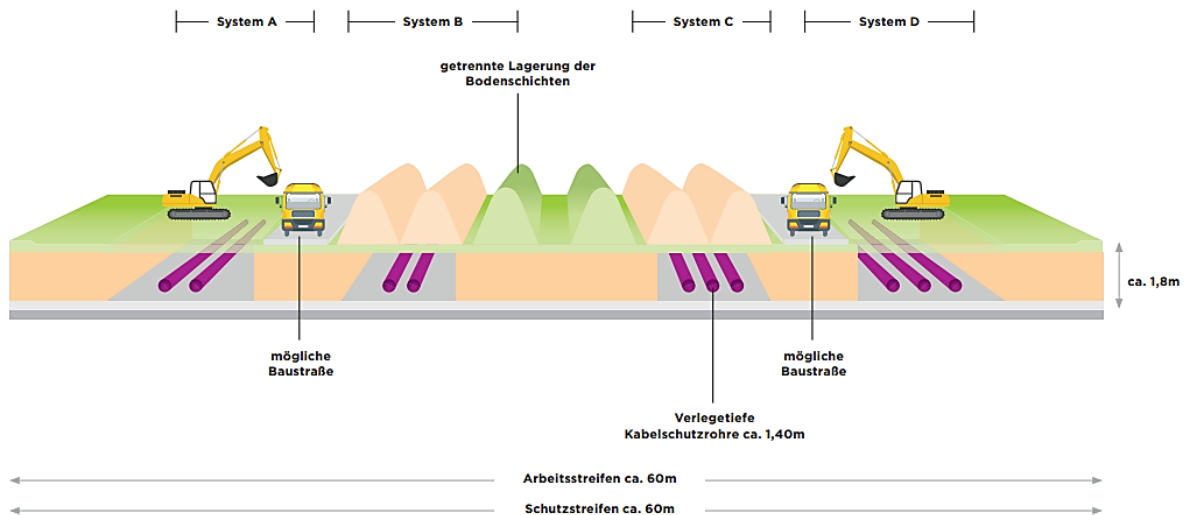 System A
System B
System C
System D
getrennte Lagerung der
Bodenschichten
ca. 1,8m
mögliche
Baustraße
mögliche
Baustraße
Verlegetiefe
Kabelschutzrohre ca. 1,40m
Arbeitsstreifen ca. 60m
Schutzstreifen ca. 60m